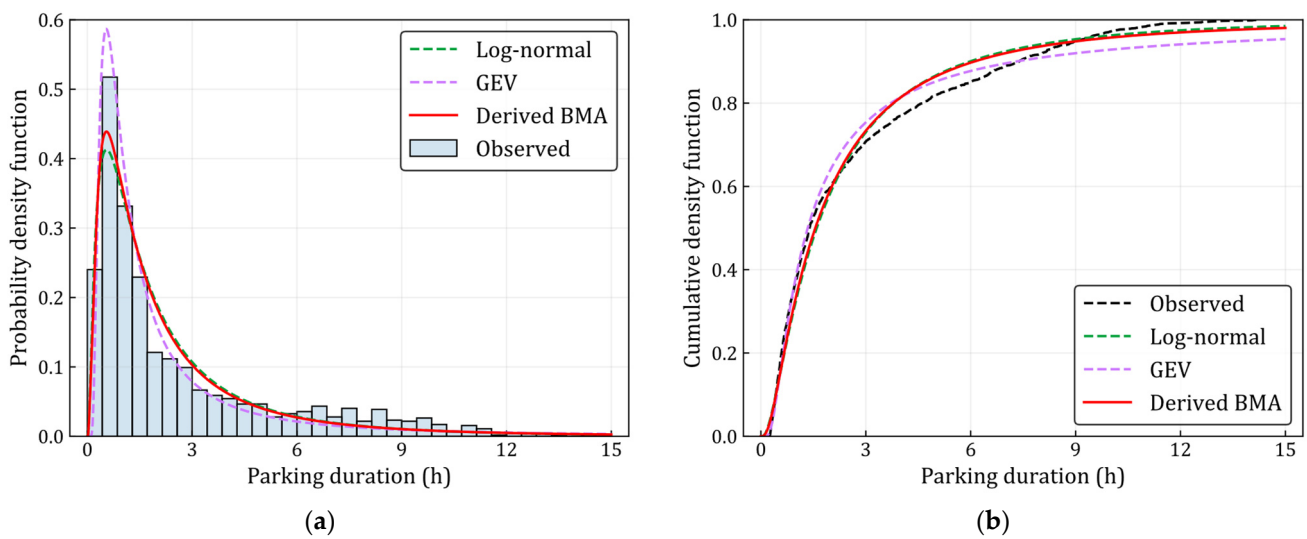 0.6
0.5
0.4
0.3
0.2
0.1
0.0
Probability density function
Log-normal
GEV
Derived BMA
Observed
0 3 6 9 12 15
Parking duration (h)
(a)
1.0
0.8
0.6
0.4
0.2
0.0
Cumulative density function
Observed
Log-normal
GEV
Derived BMA
0 3 6 9 12 15
Parking duration (h)
(b)